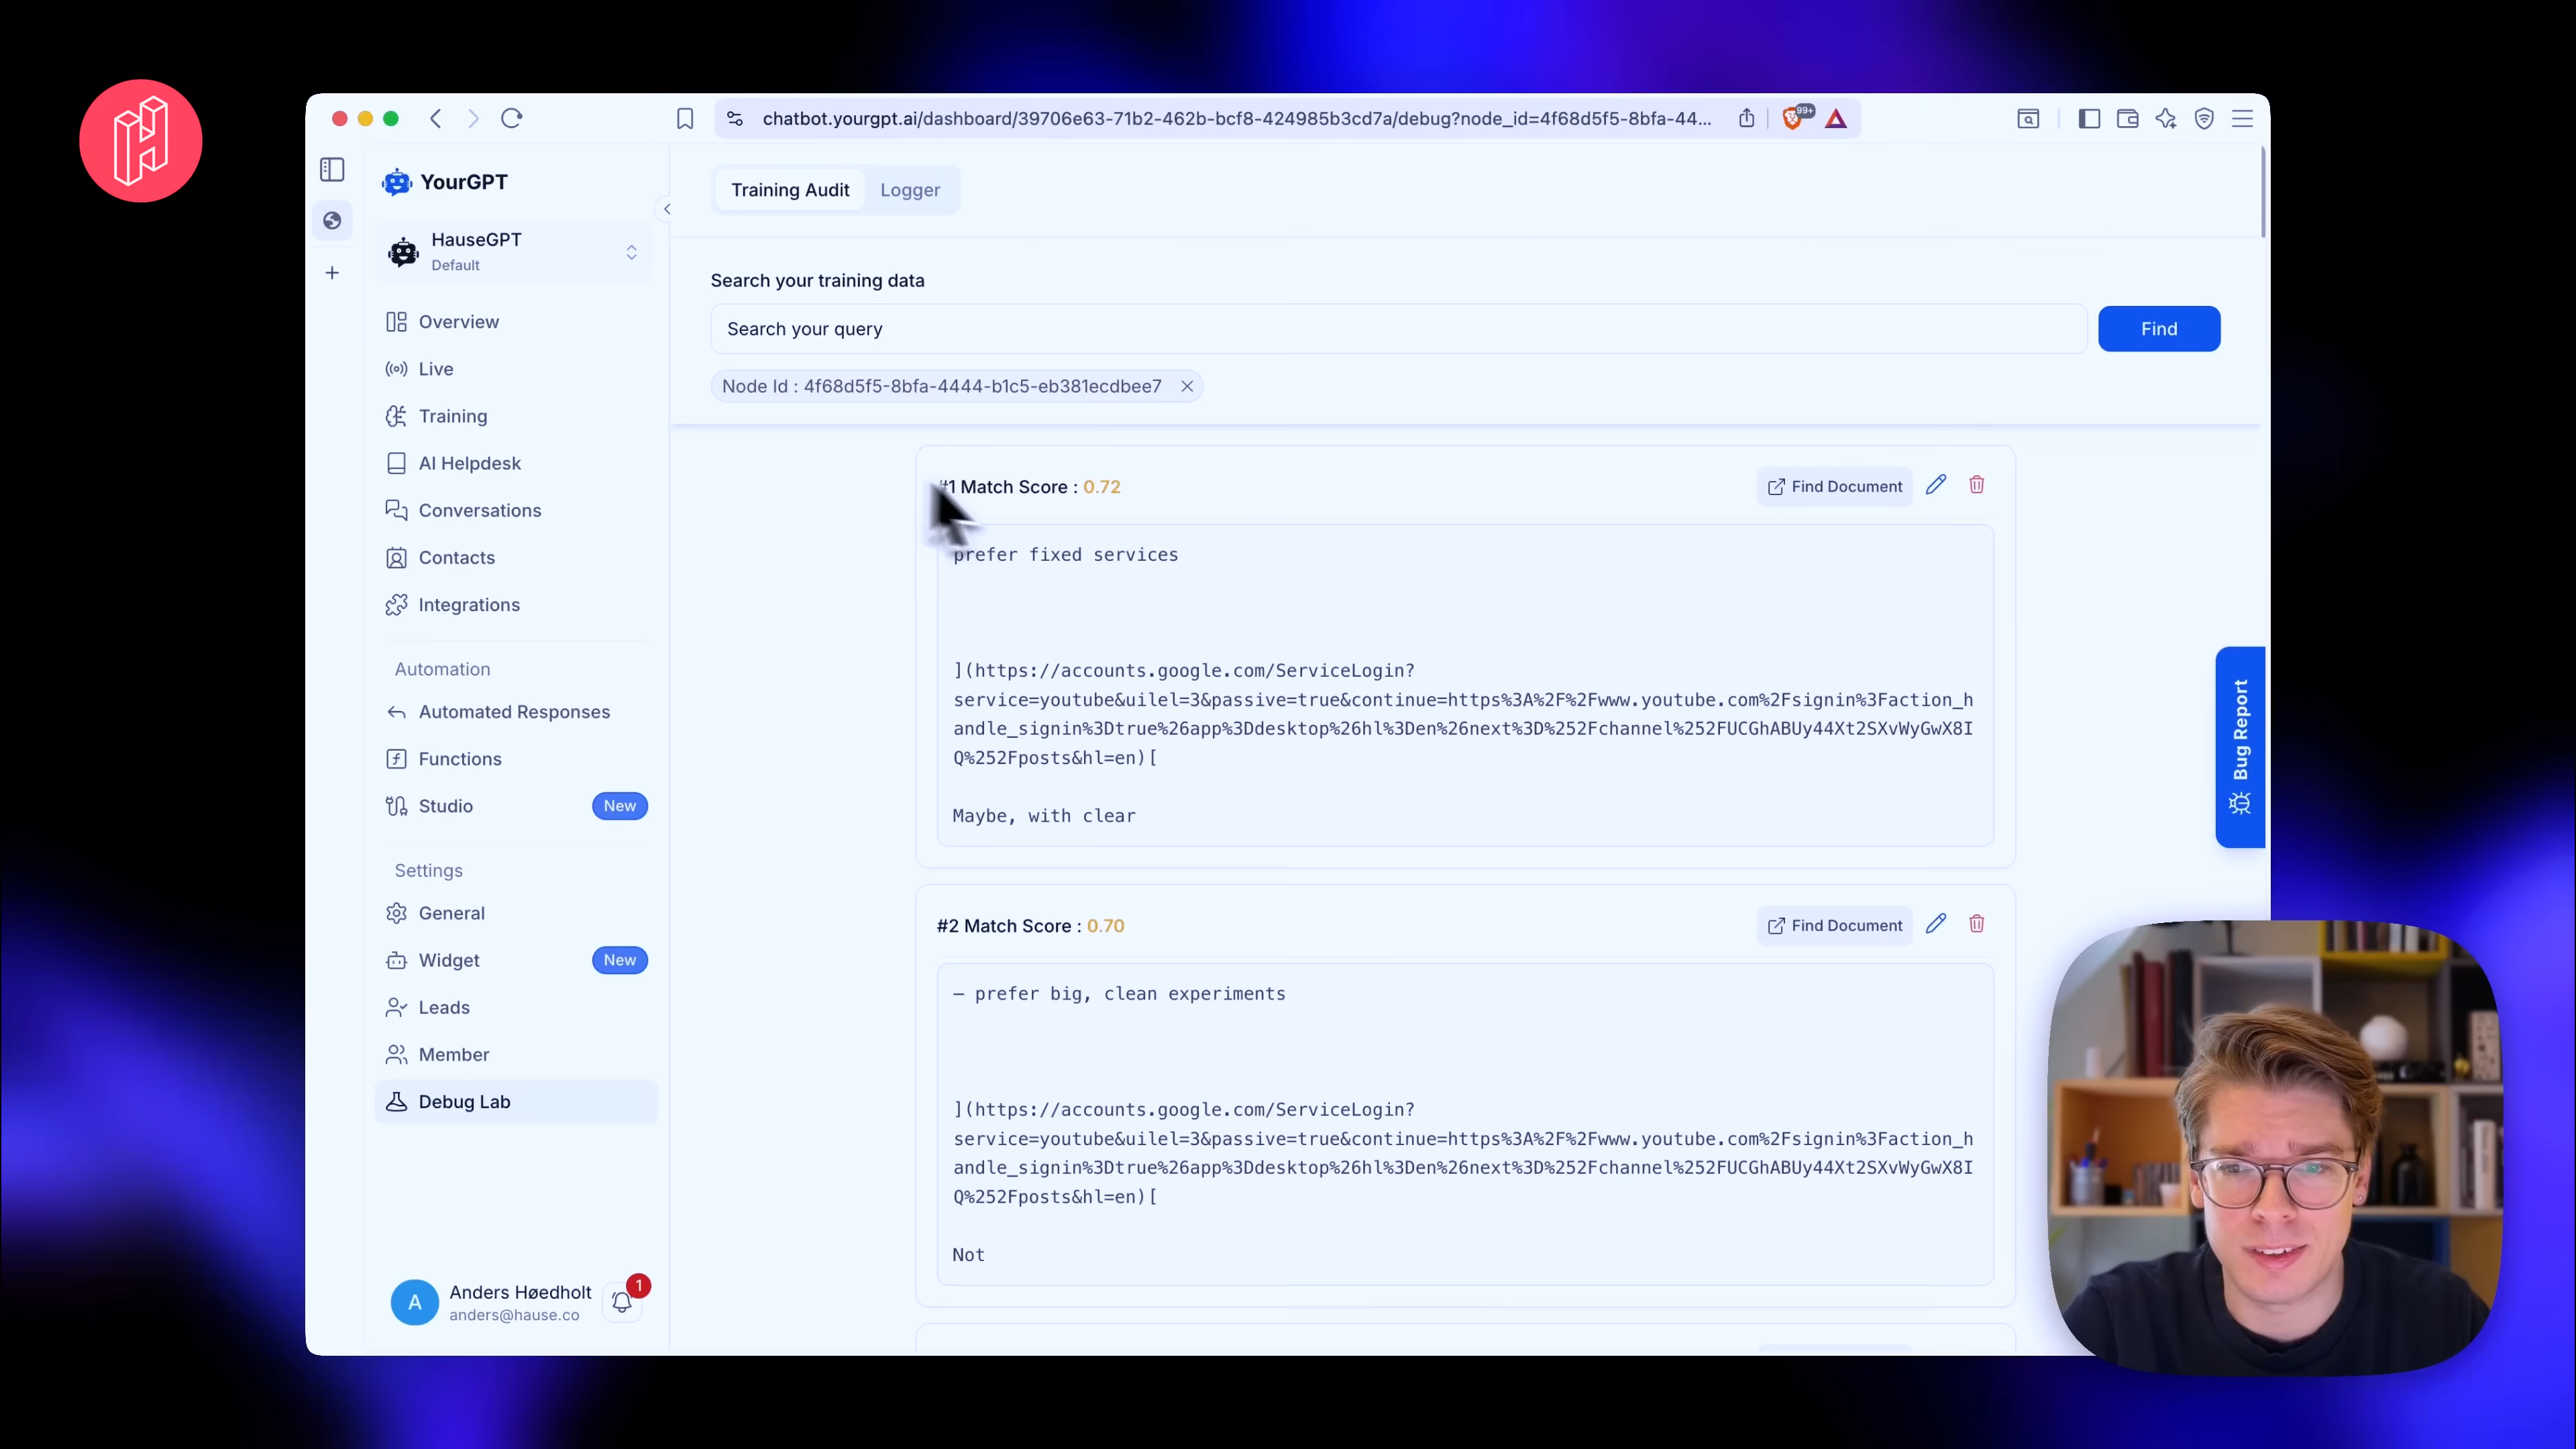 chatbot.yourgpt.ai/dashboard/39706e63-71b2-462b-bcf8-424985b3cd7a/debug?node_id=4f68d5f5-8bfa-44...
99+
YourGPT
HauseGPT
Default
Overview
Live
Training
AI Helpdesk
Conversations
Contacts
Integrations
Automation
Automated Responses
Functions
Studio
New
Settings
General
Widget
New
Leads
Member
Debug Lab
A
Anders Høedholt
anders@hause.co
1
Training Audit
Logger
Search your training data
Search your query
Find
Node Id : 4f68d5f5-8bfa-4444-b1c5-eb381ecdbee7
#1 Match Score : 0.72
Find Document
prefer fixed services
](https://accounts.google.com/ServiceLogin?
service=youtube&uilel=3&passive=true&continue=https%3A%2F%2Fwww.youtube.com%2Fsignin%3Faction_h
andle_signin%3Dtrue%26app%3Ddesktop%26hl%3Den%26next%3D%252Fchannel%252FUCGhABUy44Xt2SXvWyGwX8I
Q%252Fposts&hl=en)[
Maybe, with clear
#2 Match Score : 0.70
Find Document
– prefer big, clean experiments
](https://accounts.google.com/ServiceLogin?
service=youtube&uilel=3&passive=true&continue=https%3A%2F%2Fwww.youtube.com%2Fsignin%3Faction_h
andle_signin%3Dtrue%26app%3Ddesktop%26hl%3Den%26next%3D%252Fchannel%252FUCGhABUy44Xt2SXvWyGwX8I
Q%252Fposts&hl=en)[
Not
Bug Report